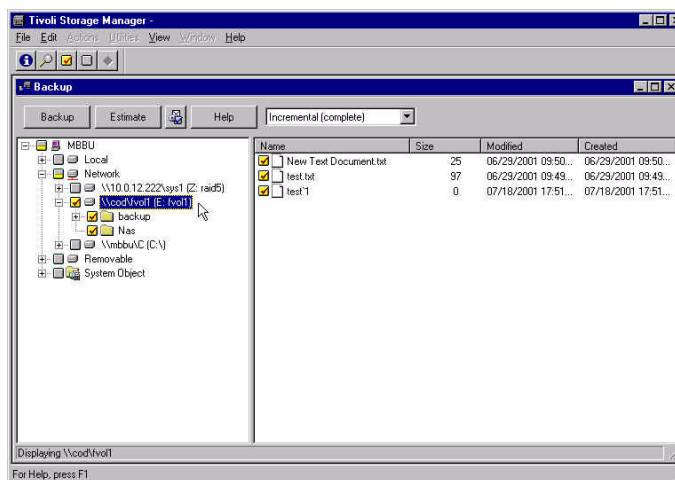 Tivoli Storage Manager -
File Edit Actions Utilities View Window Help
Backup
Backup Estimate Help Incremental (complete)
MBBU
Local
Network
\\10.0.12.222\sys1 (Z: raid5)
\\cod\fvol1 (E: fvol1)
backup
Nas
\\mbbu\C (C:\)
Removable
System Object
Name Size Modified Created
New Text Document.txt 25 06/29/2001 09:50... 06/29/2001 09:50...
test.txt 97 06/29/2001 09:49... 06/29/2001 09:49...
test`1 0 07/18/2001 17:51... 07/18/2001 17:51...
Displaying \\cod\fvol1
For Help, press F1